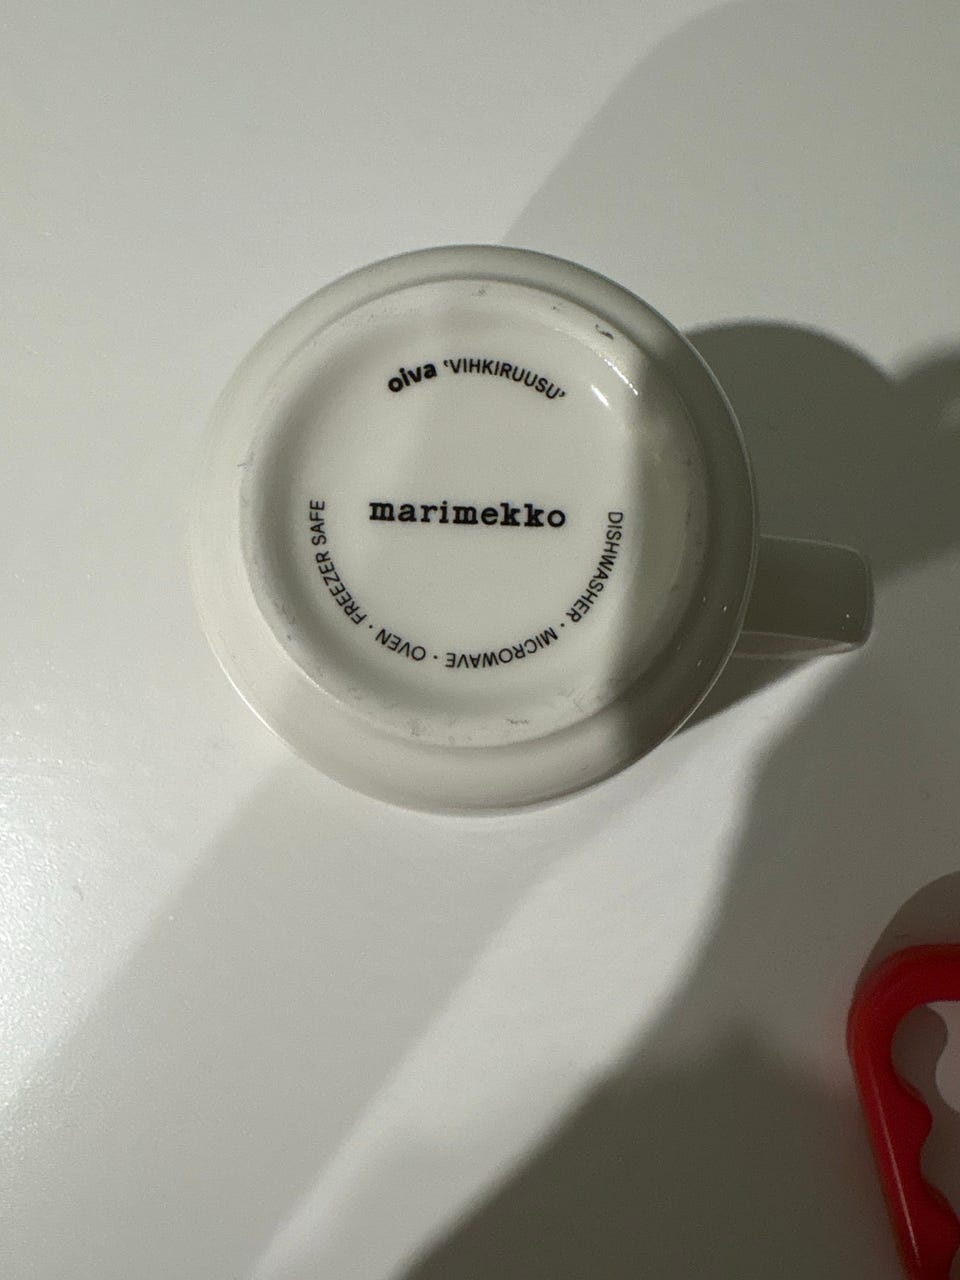 oiva ‘VIHKIRUUSU’
marimekko
DISHWASHER · MICROWAVE · OVEN · FREEZER SAFE